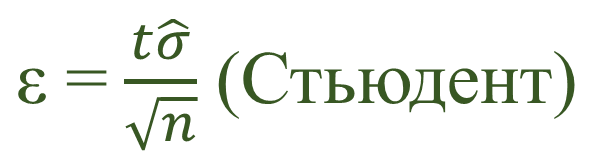 ε = tσ̂/√n (Стьюдент)